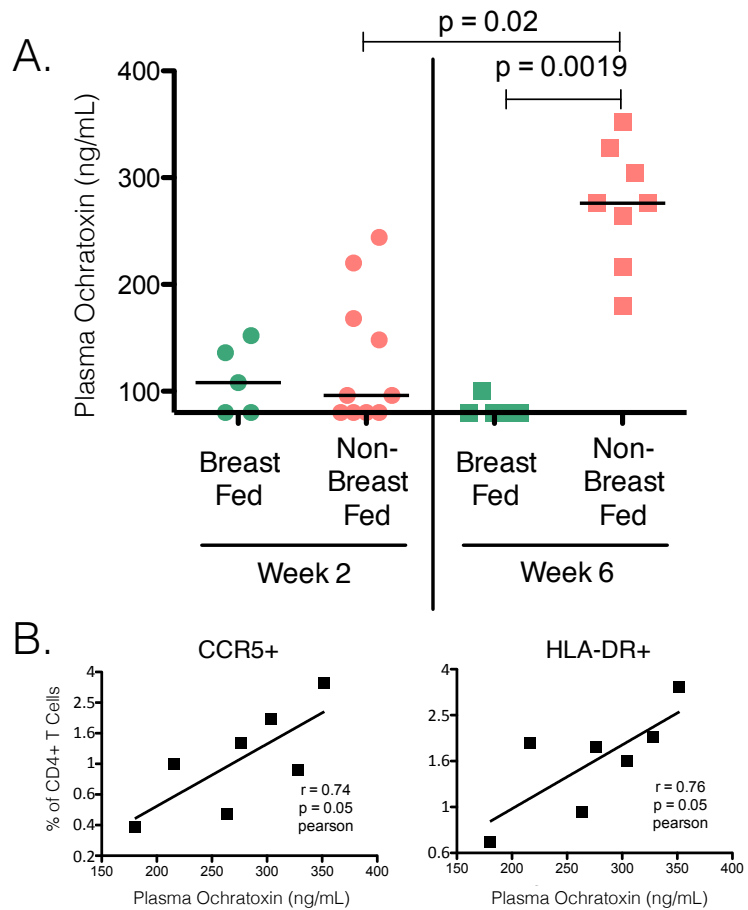 A.
p = 0.02
p = 0.0019
Plasma Ochratoxin (ng/mL)
400
300
200
100
Breast
Fed
Non-
Breast
Fed
Breast
Fed
Non-
Breast
Fed
Week 2
Week 6
B.
CCR5+
% of CD4+ T Cells
4
2.5
1.6
1
0.6
0.4
0.2
r = 0.74
p = 0.05
pearson
150
200
250
300
350
400
Plasma Ochratoxin (ng/mL)
HLA-DR+
4
2.5
1.6
1
0.6
r = 0.76
p = 0.05
pearson
150
200
250
300
350
400
Plasma Ochratoxin (ng/mL)